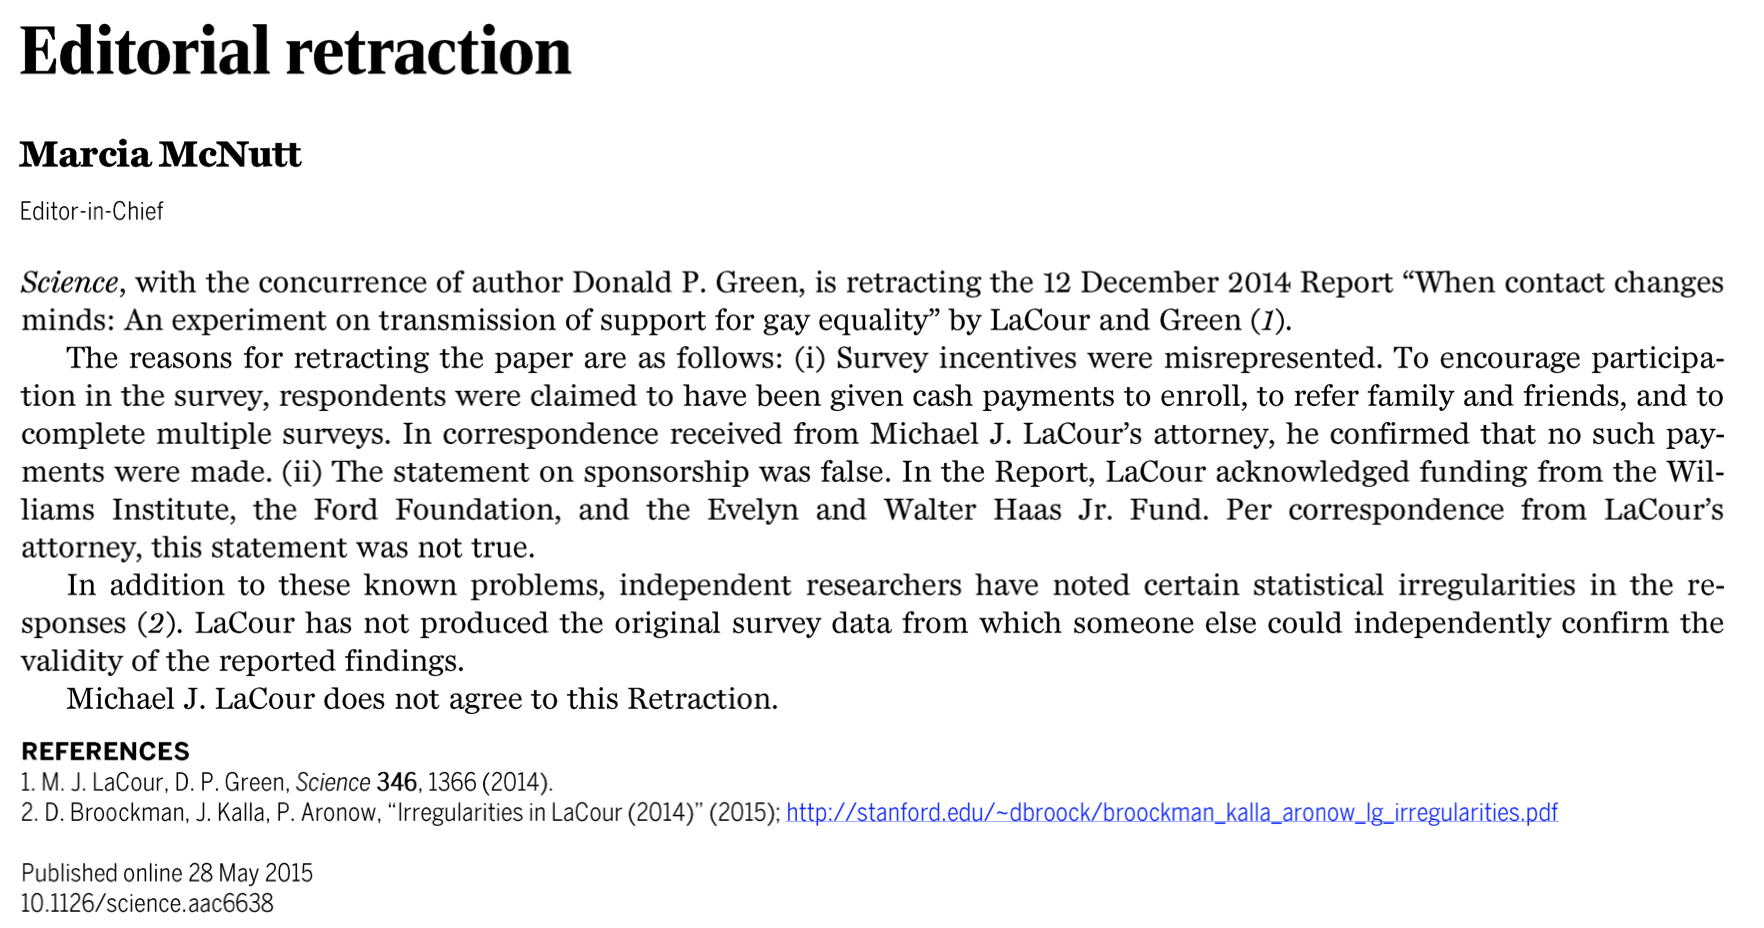 Editorial retraction
Marcia McNutt
Editor-in-Chief
Science, with the concurrence of author Donald P. Green, is retracting the 12 December 2014 Report “When contact changes
minds: An experiment on transmission of support for gay equality” by LaCour and Green (1).
The reasons for retracting the paper are as follows: (i) Survey incentives were misrepresented. To encourage participa-
tion in the survey, respondents were claimed to have been given cash payments to enroll, to refer family and friends, and to
complete multiple surveys. In correspondence received from Michael J. LaCour’s attorney, he confirmed that no such pay-
ments were made. (ii) The statement on sponsorship was false. In the Report, LaCour acknowledged funding from the Wil-
liams Institute, the Ford Foundation, and the Evelyn and Walter Haas Jr. Fund. Per correspondence from LaCour’s
attorney, this statement was not true.
In addition to these known problems, independent researchers have noted certain statistical irregularities in the re-
sponses (2). LaCour has not produced the original survey data from which someone else could independently confirm the
validity of the reported findings.
Michael J. LaCour does not agree to this Retraction.
REFERENCES
1. M. J. LaCour, D. P. Green, Science 346, 1366 (2014).
2. D. Broockman, J. Kalla, P. Aronow, “Irregularities in LaCour (2014)” (2015); http://stanford.edu/~dbroock/broockman_kalla_aronow_lg_irregularities.pdf
Published online 28 May 2015
10.1126/science.aac6638